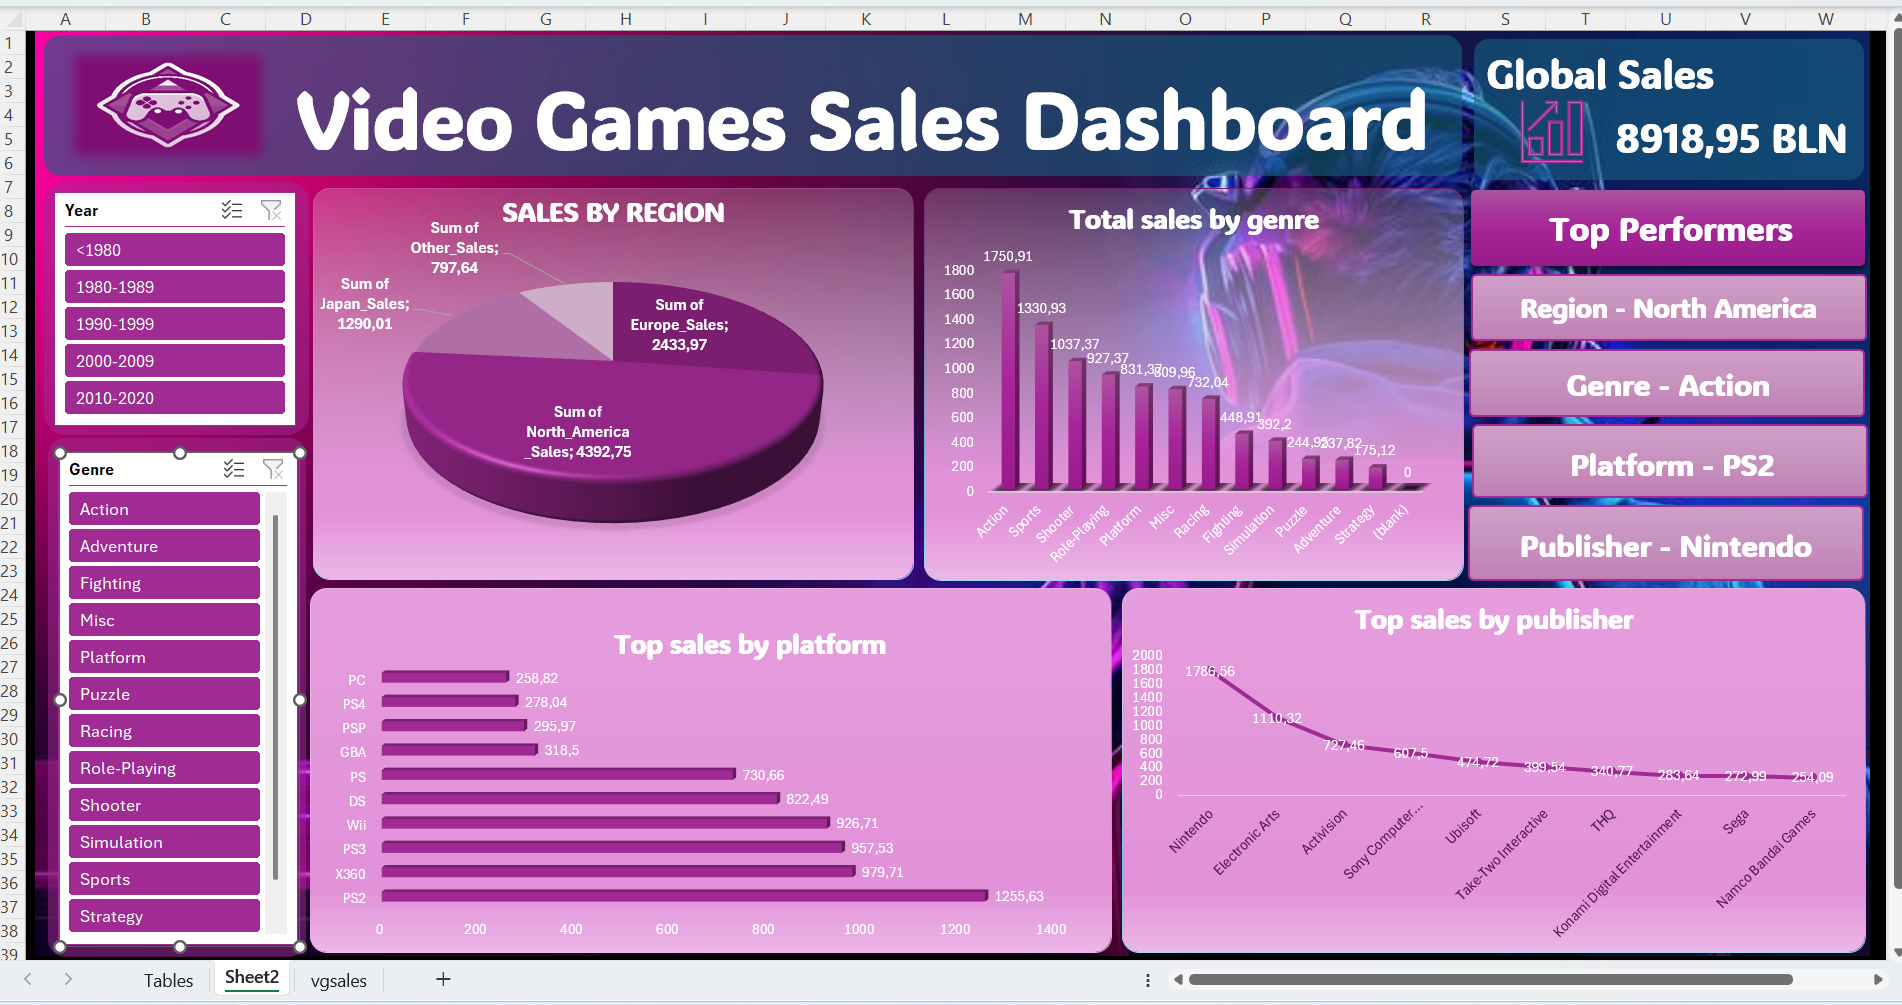 A B C D E F G H I J K L M N O P Q R S T U V W
1
2
3
4
5
6
7
8
9
10
11
12
13
14
15
16
17
18
19
20
21
22
23
24
25
26
27
28
29
30
31
32
33
34
35
36
37
38
39
Video Games Sales Dashboard
Global Sales
8918,95 BLN
Year
<1980
1980-1989
1990-1999
2000-2009
2010-2020
Genre
Action
Adventure
Fighting
Misc
Platform
Puzzle
Racing
Role-Playing
Shooter
Simulation
Sports
Strategy
SALES BY REGION
Sum of
Other_Sales;
797,64
Sum of
Japan_Sales;
1290,01
Sum of
Europe_Sales;
2433,97
Sum of
North_America
_Sales; 4392,75
Total sales by genre
1800
1600
1400
1200
1000
800
600
400
200
0
1750,91
1330,93
1037,37
927,37
831,37
809,96
732,04
448,91
392,2
244,95
237,82
175,12
0
Action
Sports
Shooter
Role-Playing
Platform
Misc
Racing
Fighting
Simulation
Puzzle
Adventure
Strategy
(blank)
Top Performers
Region - North America
Genre - Action
Platform - PS2
Publisher - Nintendo
Top sales by platform
PC 258,82
PS4 278,04
PSP 295,97
GBA 318,5
PS 730,66
DS 822,49
Wii 926,71
PS3 957,53
X360 979,71
PS2 1255,63
0 200 400 600 800 1000 1200 1400
Top sales by publisher
2000
1800
1600
1400
1200
1000
800
600
400
200
0
1786,56
1110,32
727,46
607,5
474,72
399,54
340,77
283,64
272,99
254,09
Nintendo
Electronic Arts
Activision
Sony Computer...
Ubisoft
Take-Two Interactive
THQ
Konami Digital Entertainment
Sega
Namco Bandai Games
Tables Sheet2 vgsales